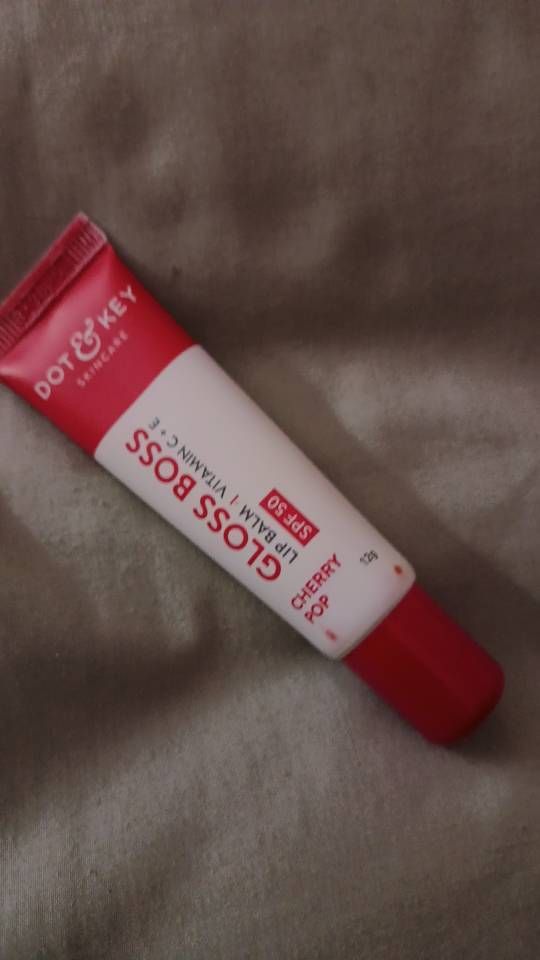 DOT & KEY
SKINCARE
GLOSS BOSS
LIP BALM | VITAMIN C + E
SPF 50
CHERRY
POP
12g